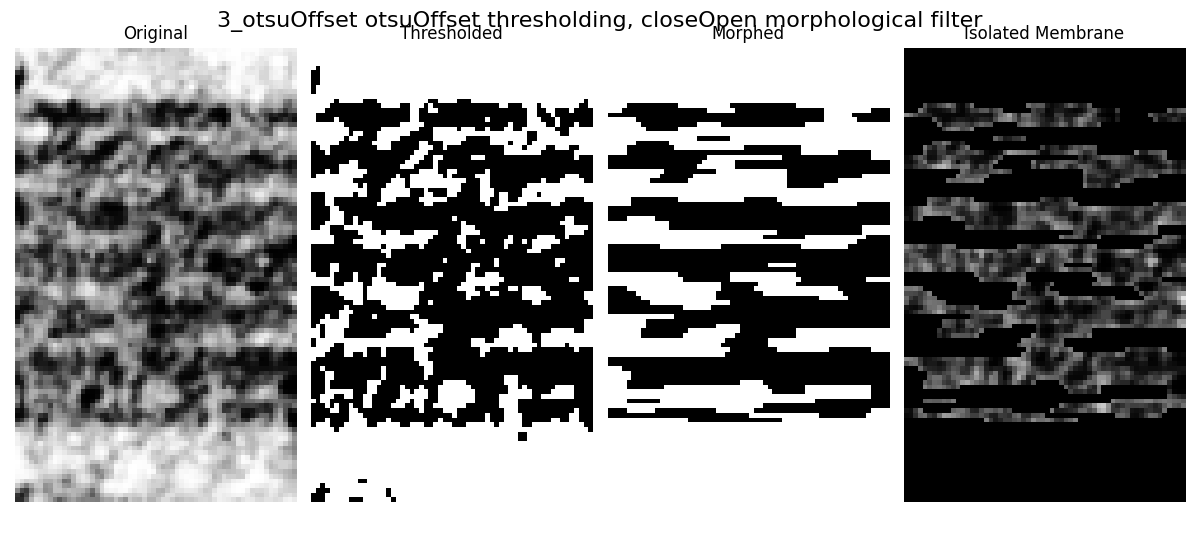 3_otsuOffset otsuOffset thresholding, closeOpen morphological filter
Original
Thresholded
Morphed
Isolated Membrane